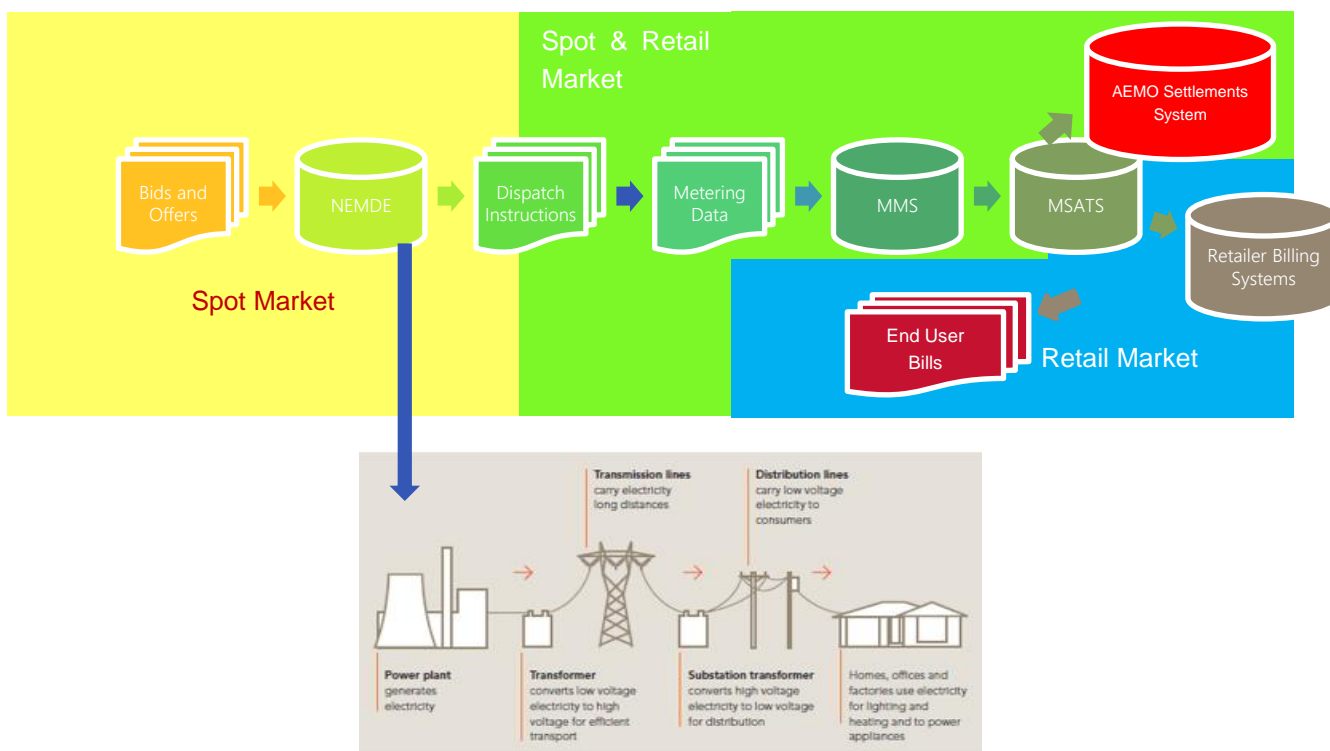 Spot & Retail
Market
AEMO Settlements
System
Bids and
Offers
NEMDE
Dispatch
Instructions
Metering
Data
MMS
MSATS
Retailer Billing
Systems
Spot Market
End User
Bills
Retail Market
Transmission lines
carry electricity
long distances
Distribution lines
carry low voltage
electricity to
consumers
Power plant
generates
electricity
Transformer
converts low voltage
electricity to high
voltage for efficient
transport
Substation transformer
converts high voltage
electricity to low voltage
for distribution
Homes, offices and
factories use electricity
for lighting and
heating and to power
appliances